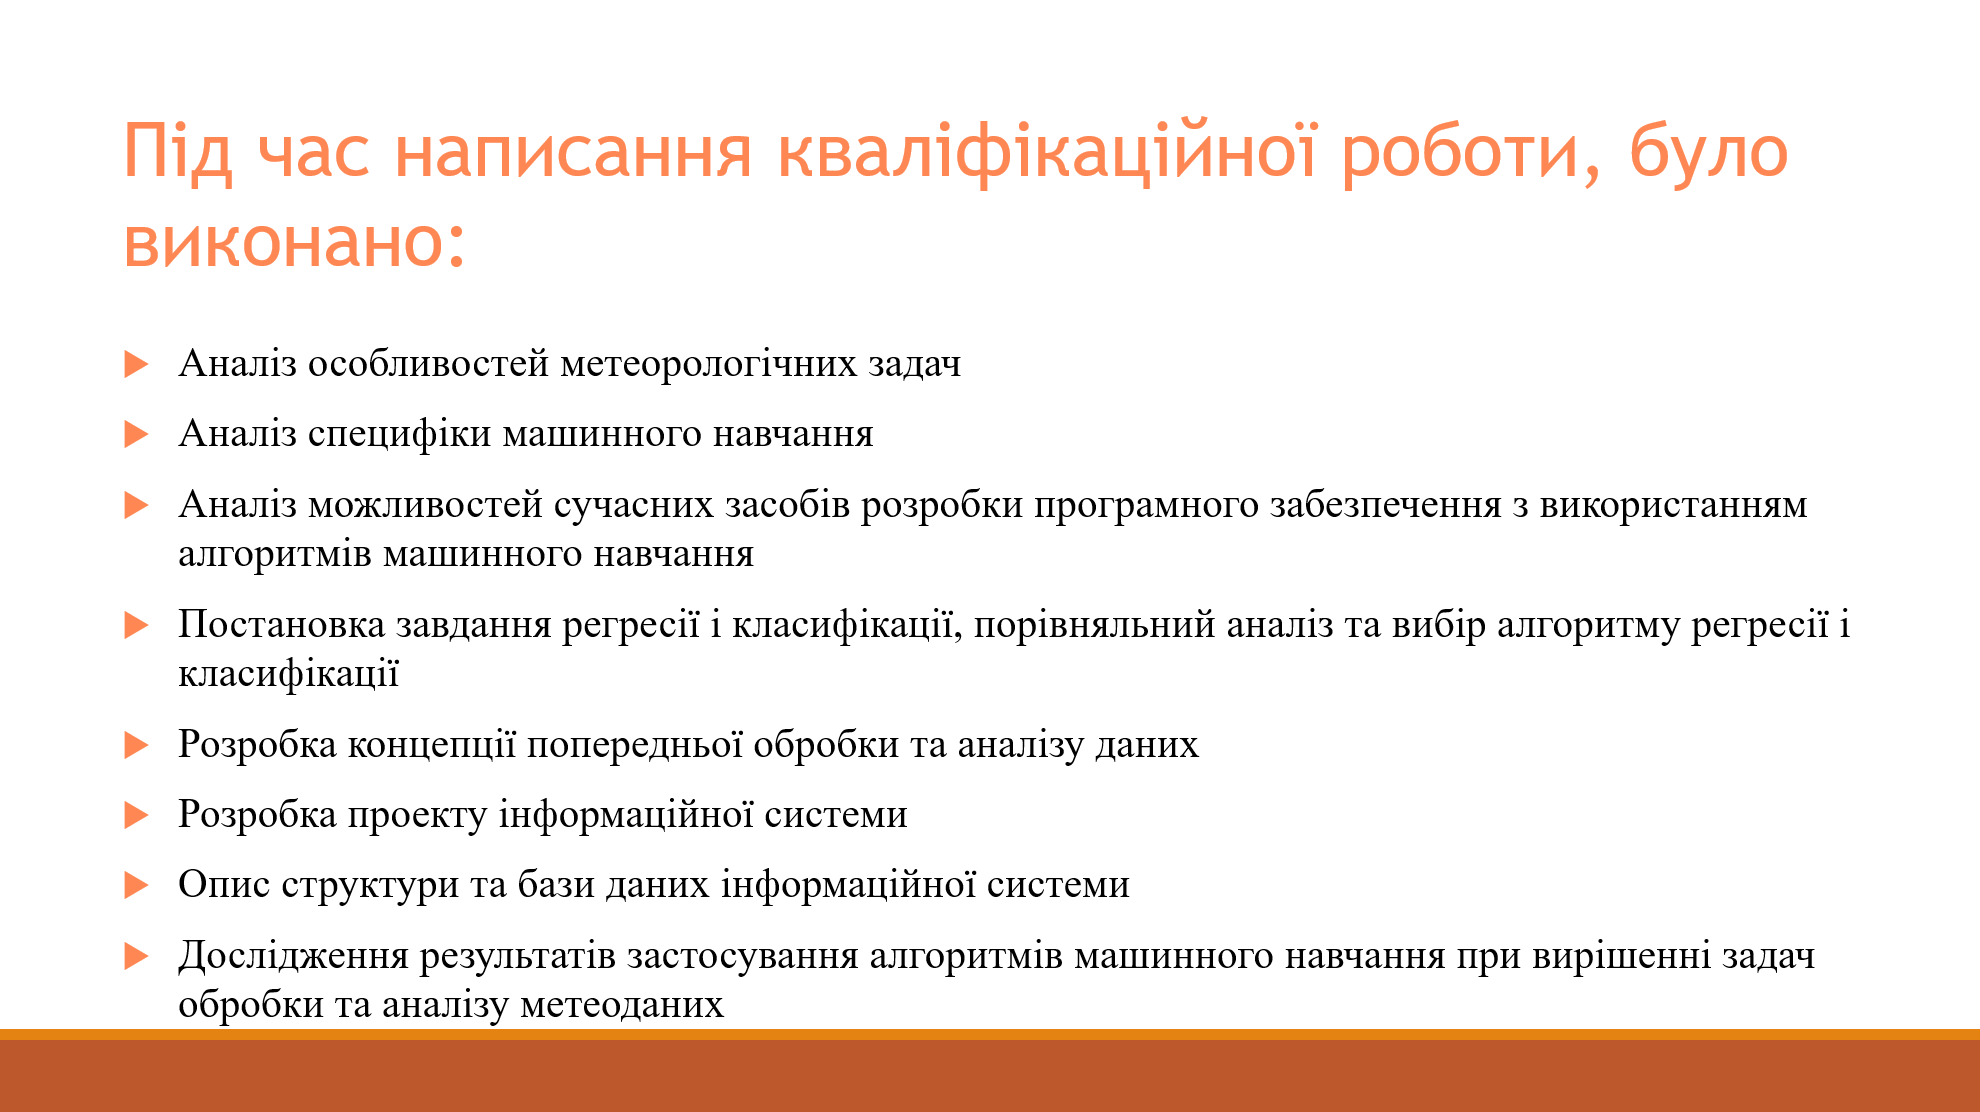 Під час написання кваліфікаційної роботи, було
виконано:
Аналіз особливостей метеорологічних задач
Аналіз специфіки машинного навчання
Аналіз можливостей сучасних засобів розробки програмного забезпечення з використанням
алгоритмів машинного навчання
Постановка завдання регресії і класифікації, порівняльний аналіз та вибір алгоритму регресії і
класифікації
Розробка концепції попередньої обробки та аналізу даних
Розробка проекту інформаційної системи
Опис структури та бази даних інформаційної системи
Дослідження результатів застосування алгоритмів машинного навчання при вирішенні задач
обробки та аналізу метеоданих